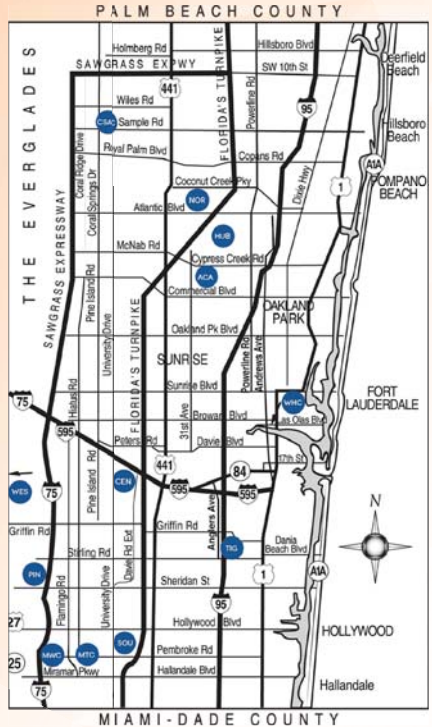 PALM BEACH COUNTY
Holmberg Rd
Hillsboro Blvd
SAWGRASS EXPWY
SW 10th St
Deerfield
Beach
Wiles Rd
441
FLORIDA'S TURNPIKE
Powerline Rd
95
CSAC
Sample Rd
Hillsboro
Beach
Royal Palm Blvd
Copans Rd
THE EVERGLADES
Coral Ridge Drive
Coral Springs Dr
Coconut Creek Pky
Dixie Hwy
1
A1A
POMPANO
BEACH
NOR
Atlantic Blvd
HUB
McNab Rd
Cypress Creek Rd
SAWGRASS EXPRESSWAY
Pine Island Rd
ACA
Commercial Blvd
University Drive
FLORIDA'S TURNPIKE
OAKLAND
PARK
Oakland Pk Blvd
SUNRISE
Powerline Rd
Andrews Ave
75
Hiatus Rd
Sunrise Blvd
31st Ave
WHC
FORT
LAUDERDALE
Broward Blvd
Las Olas Blvd
595
Peters Rd
Davie Blvd
17th St
441
84
WES
75
Pine Island Rd
CEN
595
595
N
Griffin Rd
Griffin Rd
Anglers Ave
TIG
Dania
Beach Blvd
Stirling Rd
Davie Rd Ext
PIN
Flamingo Rd
University Drive
Sheridan St
1
A1A
27
95
Hollywood Blvd
HOLLYWOOD
SOU
25
MWC
MTC
Pembroke Rd
Miramar Pkwy
Hallandale Blvd
75
Hallandale
MIAMI-DADE COUNTY